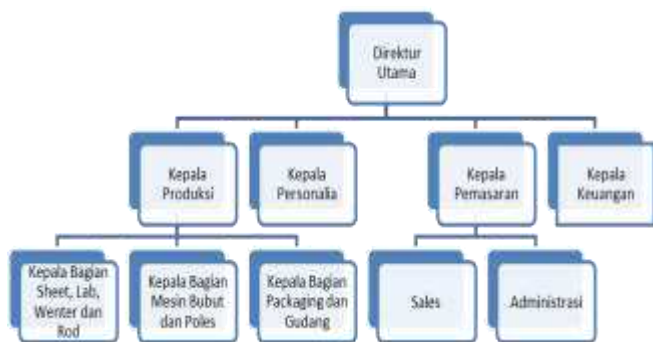 Direktur
Utama
Kepala
Produksi
Kepala
Personalia
Kepala
Pemasaran
Kepala
Keuangan
Kepala Bagian
Sheet, Lab,
Wenter dan
Rod
Kepala Bagian
Mesin Bubut
dan Poles
Kepala Bagian
Packaging dan
Gudang
Sales
Administrasi